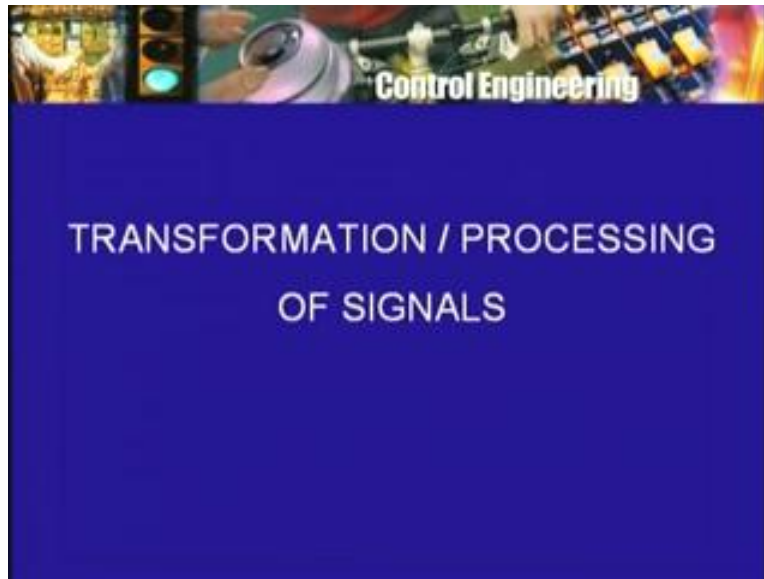 Control Engineering
TRANSFORMATION / PROCESSING
OF SIGNALS